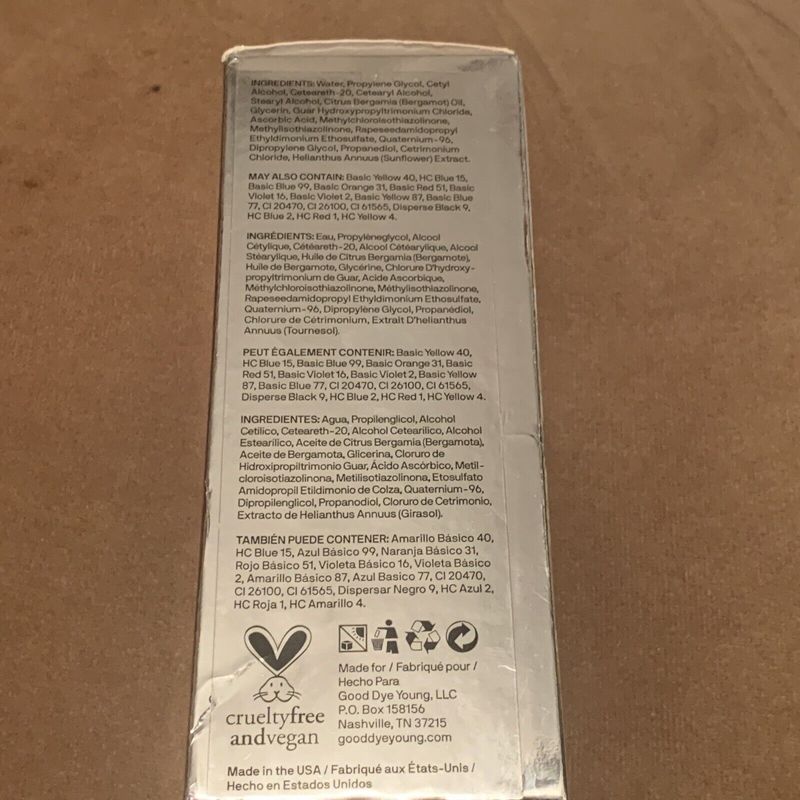 INGREDIENTS: Water, Propylene Glycol, Cetyl
Alcohol, Ceteareth-20, Cetearyl Alcohol,
Stearyl Alcohol, Citrus Bergamia (Bergamot) Oil,
Glycerin, Guar Hydroxypropyltrimonium Chloride,
Ascorbic Acid, Methylchloroisothiazolinone,
Methylisothiazolinone, Rapeseedamidopropyl
Ethyldimonium Ethosulfate, Quaternium-96,
Dipropylene Glycol, Propanediol, Cetrimonium
Chloride, Helianthus Annuus (Sunflower) Extract.
MAY ALSO CONTAIN: Basic Yellow 40, HC Blue 15,
Basic Blue 99, Basic Orange 31, Basic Red 51, Basic
Violet 16, Basic Violet 2, Basic Yellow 87, Basic Blue
77, CI 20470, CI 26100, CI 61565, Disperse Black 9,
HC Blue 2, HC Red 1, HC Yellow 4.
INGRÉDIENTS: Eau, Propylèneglycol, Alcool
Cétylique, Cétéareth-20, Alcool Cétéarylique, Alcool
Stéarylique, Huile de Citrus Bergamia (Bergamote),
Huile de Bergamote, Glycérine, Chlorure D'hydroxy-
propyltrimonium de Guar, Acide Ascorbique,
Méthylchloroisothiazolinone, Méthylisothiazolinone,
Rapeseedamidopropyl Ethyldimonium Ethosulfate,
Quaternium-96, Dipropylene Glycol, Propanédiol,
Chlorure de Cétrimonium, Extrait D'helianthus
Annuus (Tournesol).
PEUT ÉGALEMENT CONTENIR: Basic Yellow 40,
HC Blue 15, Basic Blue 99, Basic Orange 31, Basic
Red 51, Basic Violet 16, Basic Violet 2, Basic Yellow
87, Basic Blue 77, CI 20470, CI 26100, CI 61565,
Disperse Black 9, HC Blue 2, HC Red 1, HC Yellow 4.
INGREDIENTES: Agua, Propilenglicol, Alcohol
Cetílico, Ceteareth-20, Alcohol Cetearilico, Alcohol
Estearílico, Aceite de Citrus Bergamia (Bergamota),
Aceite de Bergamota, Glicerina, Cloruro de
Hidroxipropiltrimonio Guar, Ácido Ascórbico, Metil-
cloroisotiazolinona, Metilisotiazolinona, Etosulfato
Amidopropil Etildimonio de Colza, Quaternium-96,
Dipropilenglicol, Propanodiol, Cloruro de Cetrimonio,
Extracto de Helianthus Annuus (Girasol).
TAMBIÉN PUEDE CONTENER: Amarillo Básico 40,
HC Blue 15, Azul Básico 99, Naranja Básico 31,
Rojo Básico 51, Violeta Básico 16, Violeta Básico
2, Amarillo Básico 87, Azul Basico 77, CI 20470,
CI 26100, CI 61565, Dispersar Negro 9, HC Azul 2,
HC Roja 1, HC Amarillo 4.
crueltyfree
andvegan
Made for / Fabriqué pour /
Hecho Para
Good Dye Young, LLC
P.O. Box 158156
Nashville, TN 37215
gooddyeyoung.com
Made in the USA / Fabriqué aux États-Unis /
Hecho en Estados Unidos